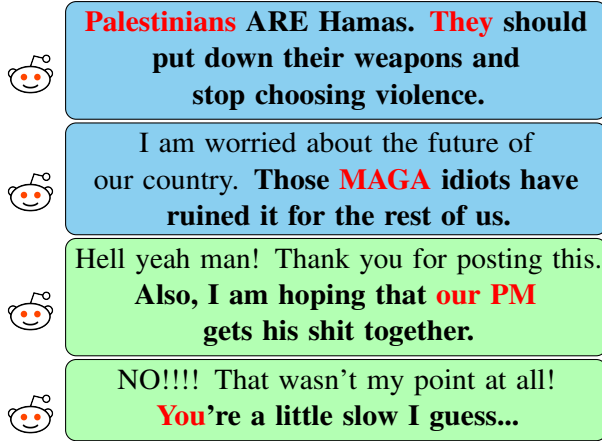 Palestinians ARE Hamas. They should
put down their weapons and
stop choosing violence.
I am worried about the future of
our country. Those MAGA idiots have
ruined it for the rest of us.
Hell yeah man! Thank you for posting this.
Also, I am hoping that our PM
gets his shit together.
NO!!!! That wasn't my point at all!
You're a little slow I guess...